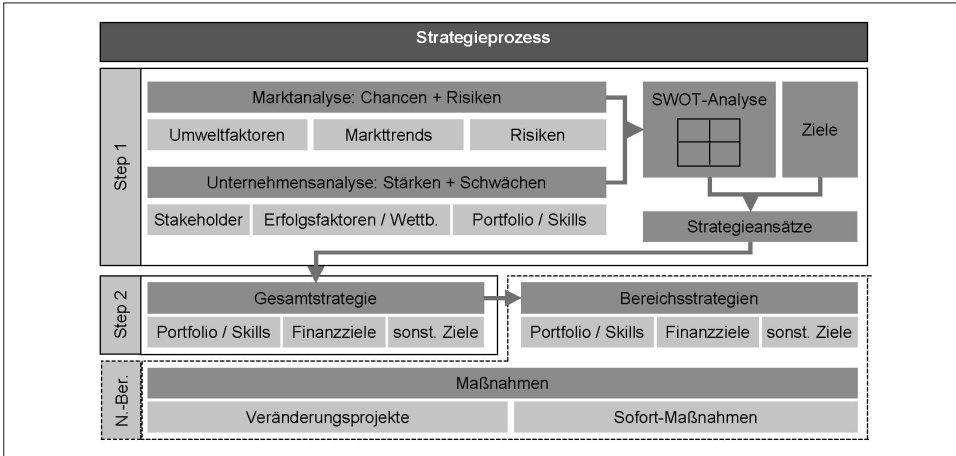 Strategieprozess
Step 1
Marktanalyse: Chancen + Risiken
Umweltfaktoren
Markttrends
Risiken
Unternehmensanalyse: Stärken + Schwächen
Stakeholder
Erfolgsfaktoren / Wettb.
Portfolio / Skills
SWOT-Analyse
Ziele
Strategieansätze
Step 2
Gesamtstrategie
Portfolio / Skills
Finanzziele
sonst. Ziele
Bereichsstrategien
Portfolio / Skills
Finanzziele
sonst. Ziele
N.-Ber.
Maßnahmen
Veränderungsprojekte
Sofort-Maßnahmen